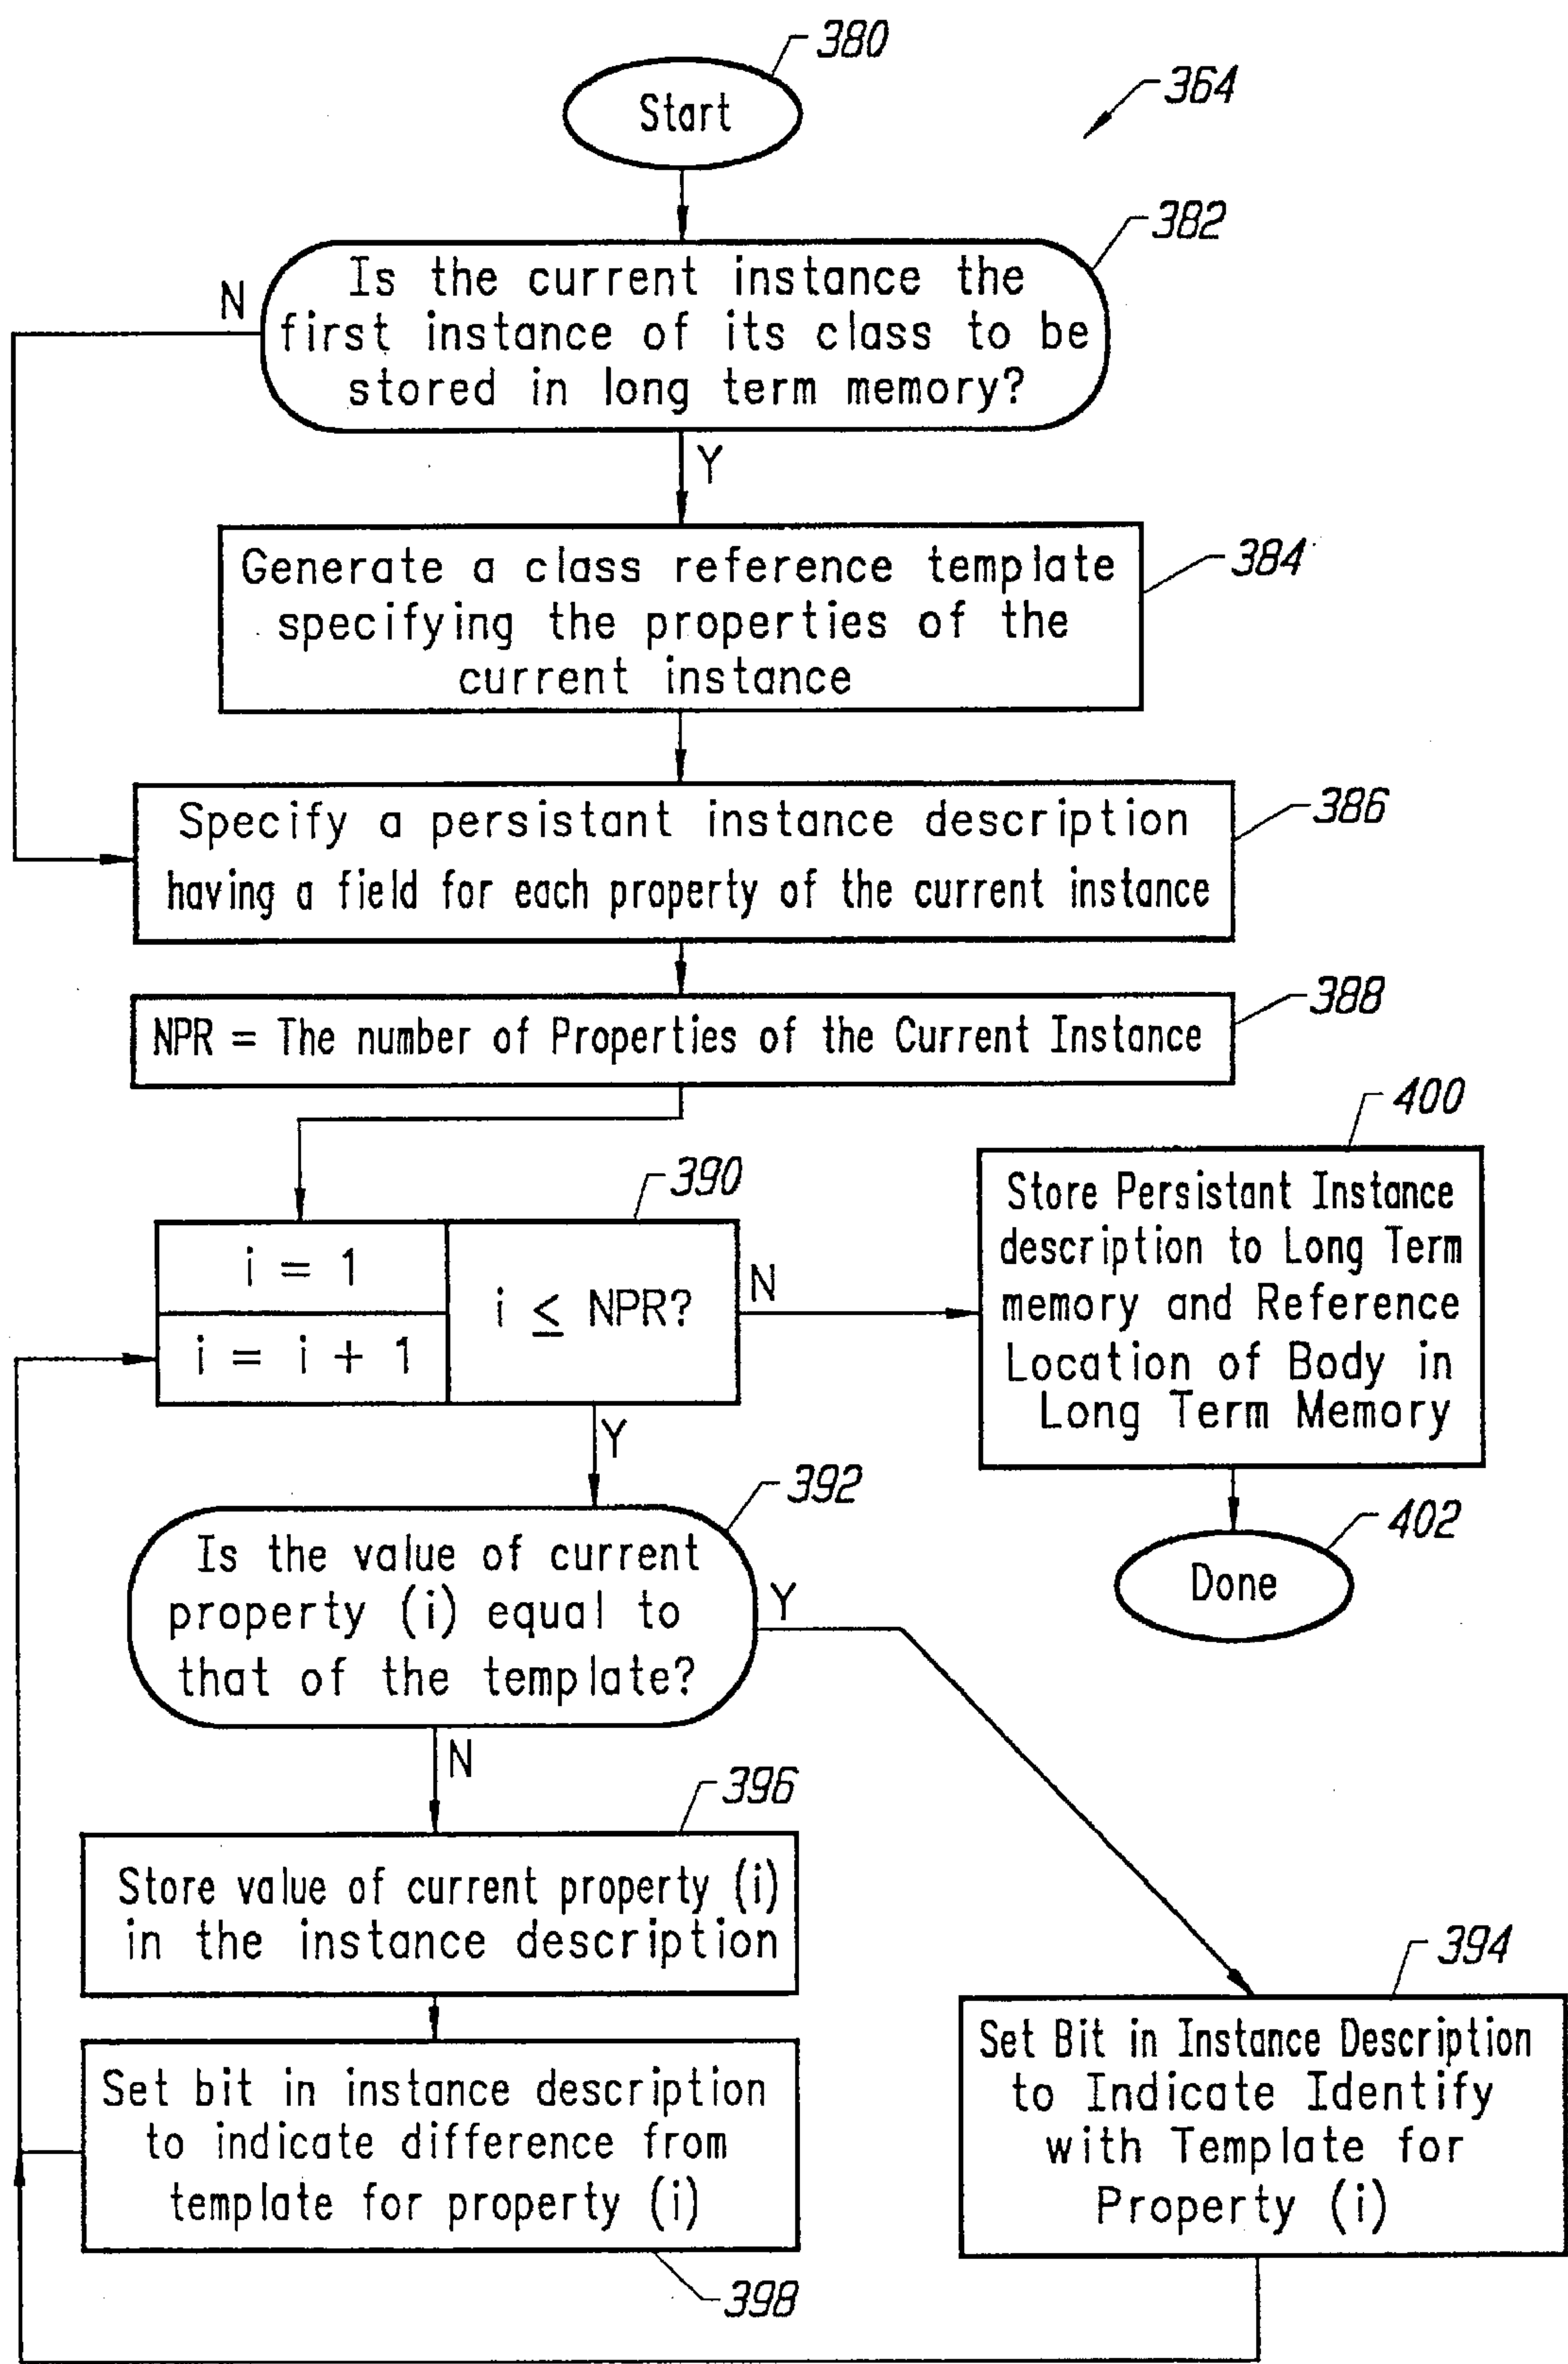 380
Start
364
382
Is the current instance the
first instance of its class to be
stored in long term memory?
N
Y
384
Generate a class reference template
specifying the properties of the
current instance
386
Specify a persistant instance description
having a field for each property of the current instance
388
NPR = The number of Properties of the Current Instance
390
i = 1
i = i + 1
i ≤ NPR?
N
Y
400
Store Persistant Instance
description to Long Term
memory and Reference
Location of Body in
Long Term Memory
402
Done
392
Is the value of current
property (i) equal to
that of the template?
Y
N
396
Store value of current property (i)
in the instance description
394
Set Bit in Instance Description
to Indicate Identify
with Template for
Property (i)
Set bit in instance description
to indicate difference from
template for property (i)
398